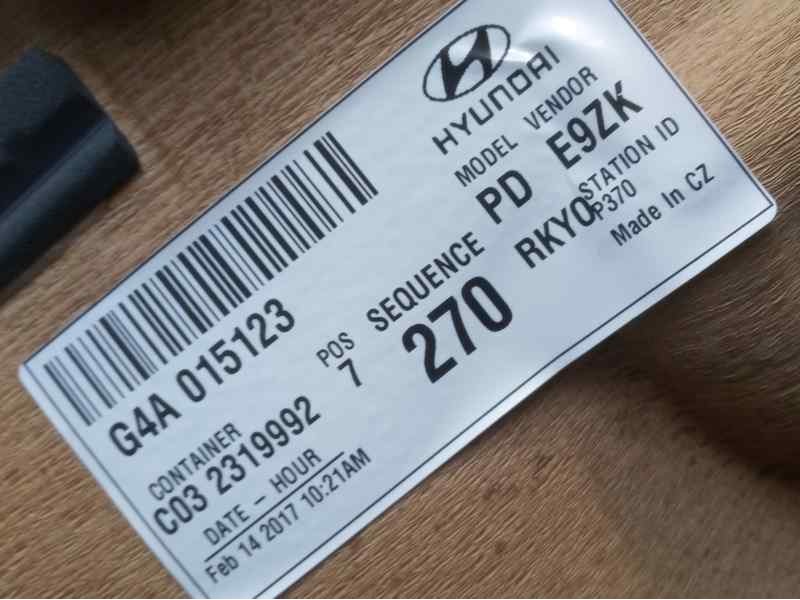 HYUNDAI
MODEL VENDOR
PD E9ZK
G4A 015123
POS SEQUENCE
7 270
RKYO
STATION ID
P370
Made In CZ
CONTAINER
C03 2319992
DATE - HOUR
Feb 14 2017 10:21AM